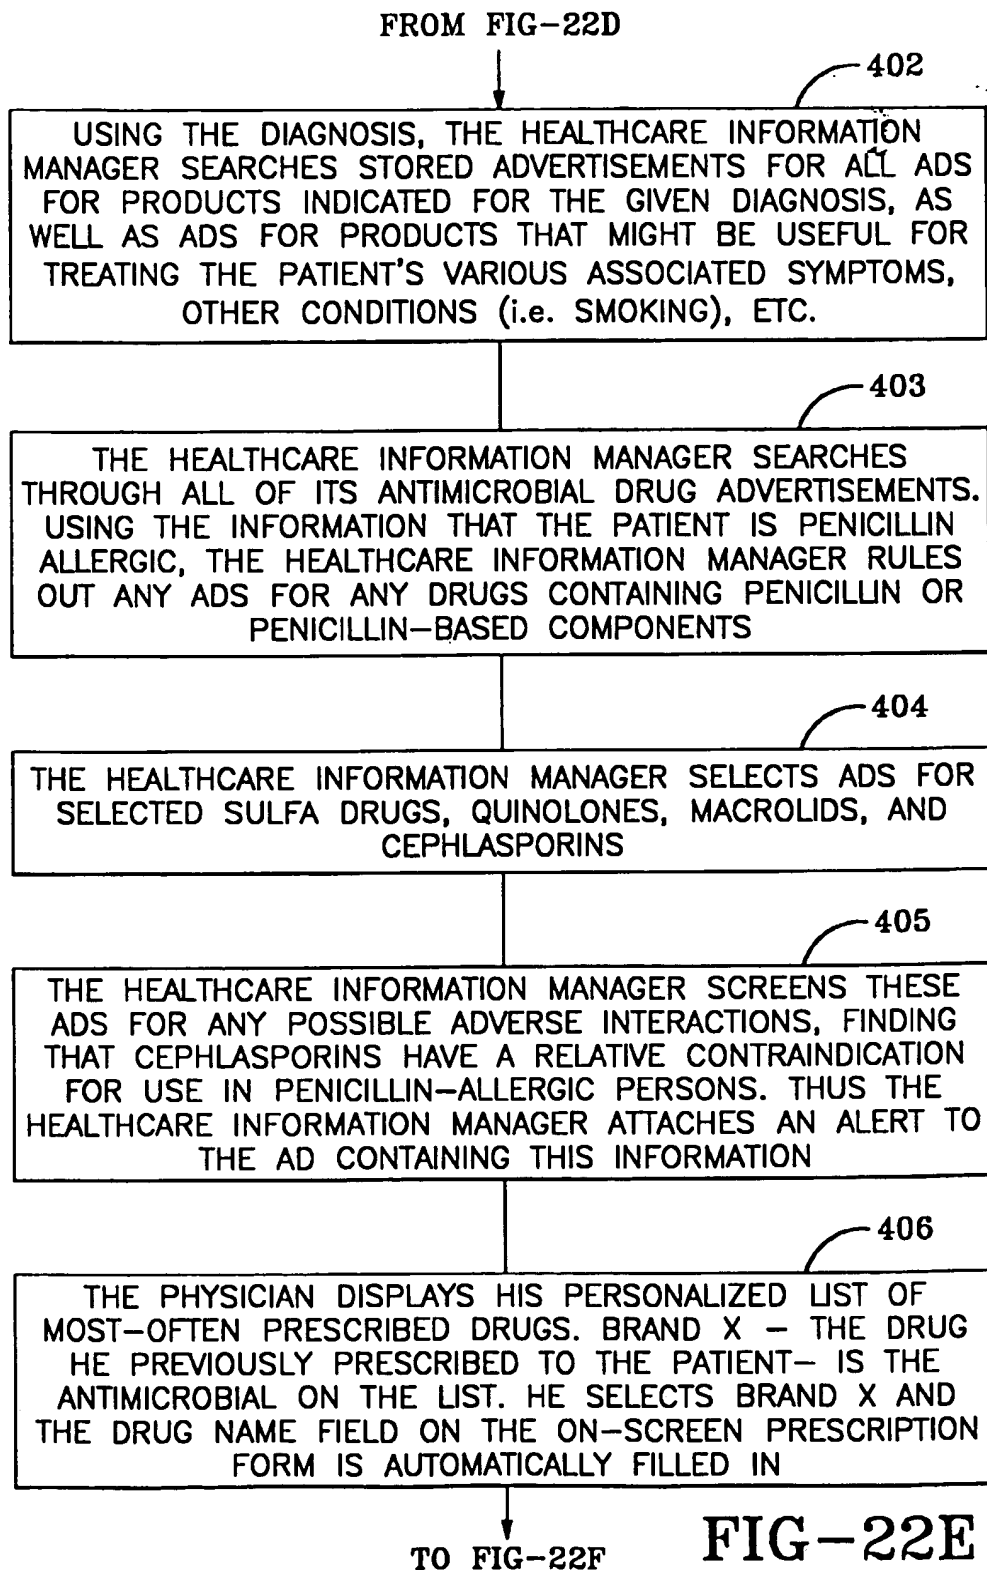 FROM FIG-22D
402
USING THE DIAGNOSIS, THE HEALTHCARE INFORMATION
MANAGER SEARCHES STORED ADVERTISEMENTS FOR ALL ADS
FOR PRODUCTS INDICATED FOR THE GIVEN DIAGNOSIS, AS
WELL AS ADS FOR PRODUCTS THAT MIGHT BE USEFUL FOR
TREATING THE PATIENT'S VARIOUS ASSOCIATED SYMPTOMS,
OTHER CONDITIONS (i.e. SMOKING), ETC.
403
THE HEALTHCARE INFORMATION MANAGER SEARCHES
THROUGH ALL OF ITS ANTIMICROBIAL DRUG ADVERTISEMENTS.
USING THE INFORMATION THAT THE PATIENT IS PENICILLIN
ALLERGIC, THE HEALTHCARE INFORMATION MANAGER RULES
OUT ANY ADS FOR ANY DRUGS CONTAINING PENICILLIN OR
PENICILLIN-BASED COMPONENTS
404
THE HEALTHCARE INFORMATION MANAGER SELECTS ADS FOR
SELECTED SULFA DRUGS, QUINOLONES, MACROLIDS, AND
CEPHLASPORINS
405
THE HEALTHCARE INFORMATION MANAGER SCREENS THESE
ADS FOR ANY POSSIBLE ADVERSE INTERACTIONS, FINDING
THAT CEPHLASPORINS HAVE A RELATIVE CONTRAINDICATION
FOR USE IN PENICILLIN-ALLERGIC PERSONS. THUS THE
HEALTHCARE INFORMATION MANAGER ATTACHES AN ALERT TO
THE AD CONTAINING THIS INFORMATION
406
THE PHYSICIAN DISPLAYS HIS PERSONALIZED LIST OF
MOST-OFTEN PRESCRIBED DRUGS. BRAND X - THE DRUG
HE PREVIOUSLY PRESCRIBED TO THE PATIENT- IS THE
ANTIMICROBIAL ON THE LIST. HE SELECTS BRAND X AND
THE DRUG NAME FIELD ON THE ON-SCREEN PRESCRIPTION
FORM IS AUTOMATICALLY FILLED IN
TO FIG-22F
FIG-22E